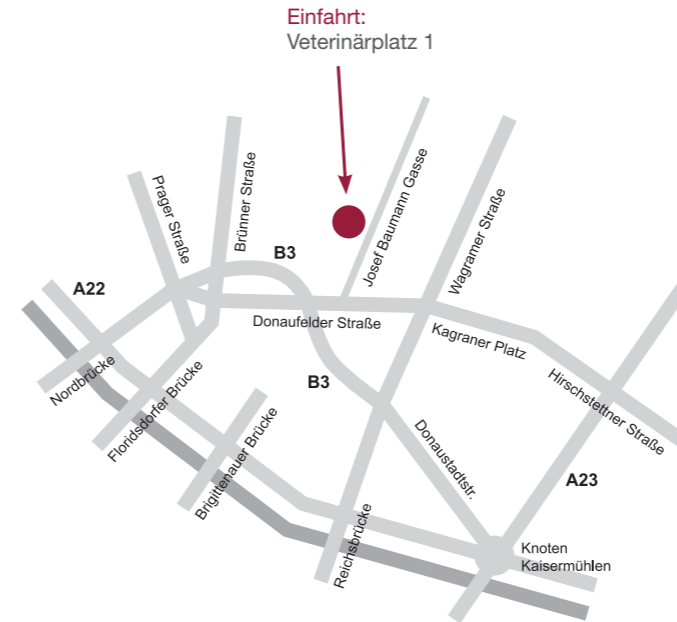 Einfahrt:
Veterinärplatz 1
Prager Straße
Brünner Straße
Josef Baumann Gasse
Wagramer Straße
B3
A22
Donaufelder Straße
Kagraner Platz
Nordbrücke
Floridsdorfer Brücke
B3
Hirschstettner Straße
Brigittenauer Brücke
Donaustadtstr.
A23
Reichsbrücke
Knoten
Kaisermühlen